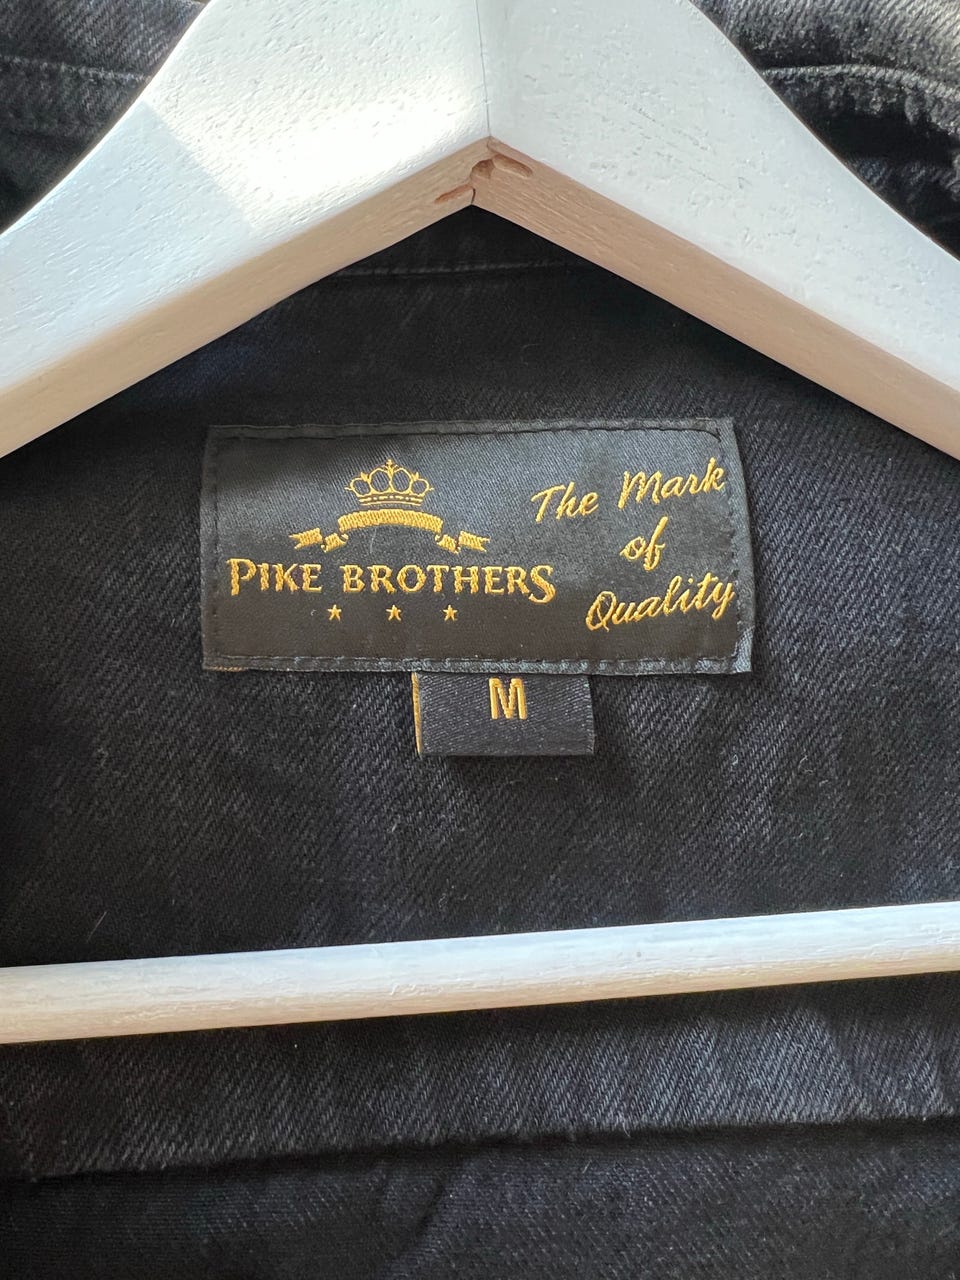 PIKE BROTHERS
The Mark
of
Quality
M